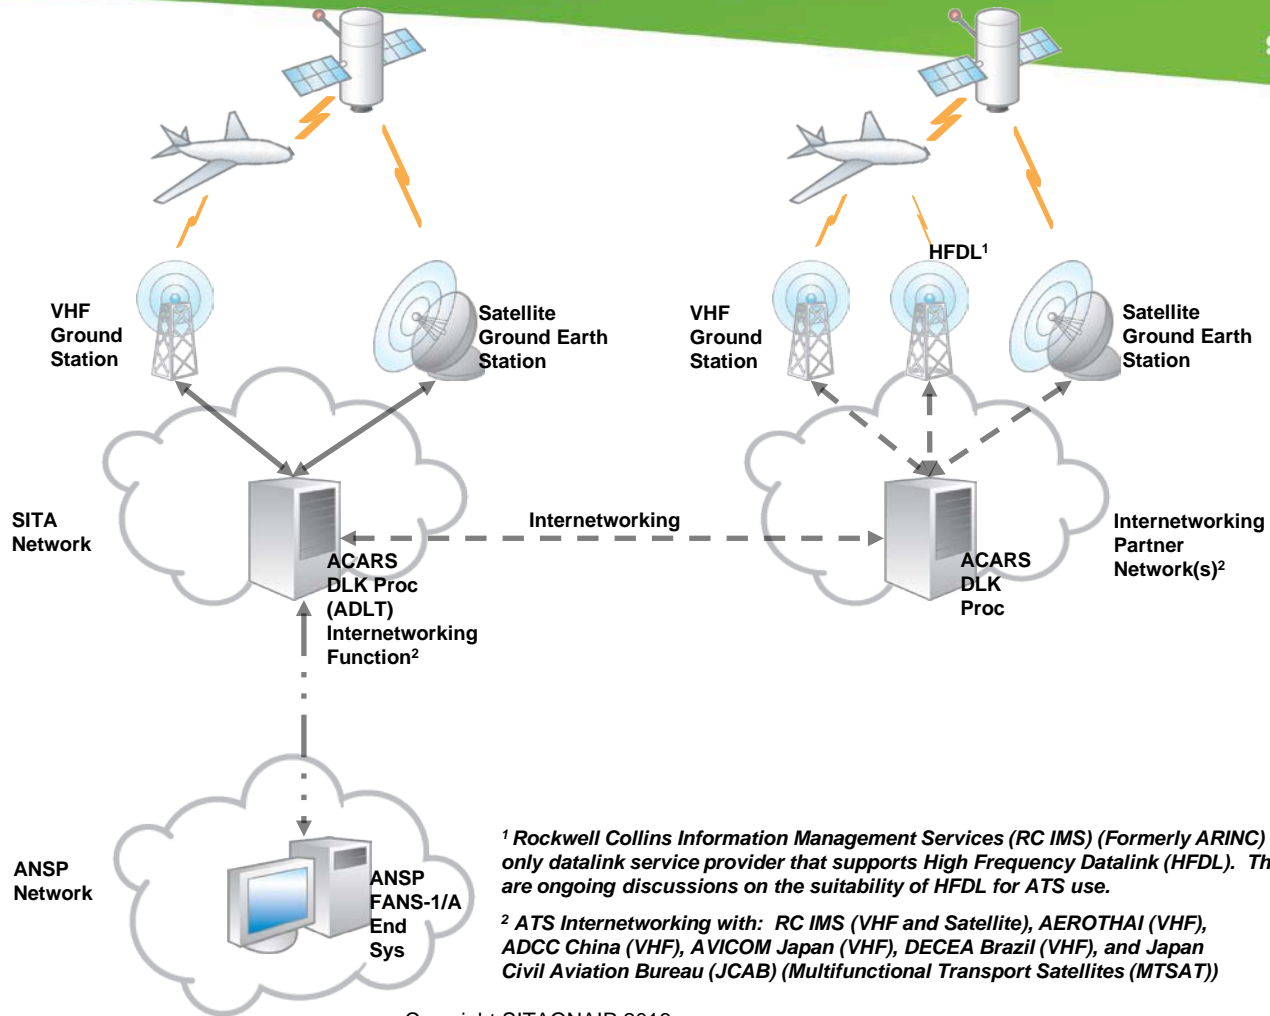 HFDL¹
VHF
Ground
Station
Satellite
Ground Earth
Station
VHF
Ground
Station
Satellite
Ground Earth
Station
SITA
Network
Internetworking
Internetworking
Partner
Network(s)²
ACARS
DLK Proc
(ADLT)
Internetworking
Function²
ACARS
DLK
Proc
ANSP
Network
ANSP
FANS-1/A
End
Sys
¹ Rockwell Collins Information Management Services (RC IMS) (Formerly ARINC)
only datalink service provider that supports High Frequency Datalink (HFDL).
are ongoing discussions on the suitability of HFDL for ATS use.
² ATS Internetworking with: RC IMS (VHF and Satellite), AEROTHAI (VHF),
ADCC China (VHF), AVICOM Japan (VHF), DECEA Brazil (VHF), and Japan
Civil Aviation Bureau (JCAB) (Multifunctional Transport Satellites (MTSAT))